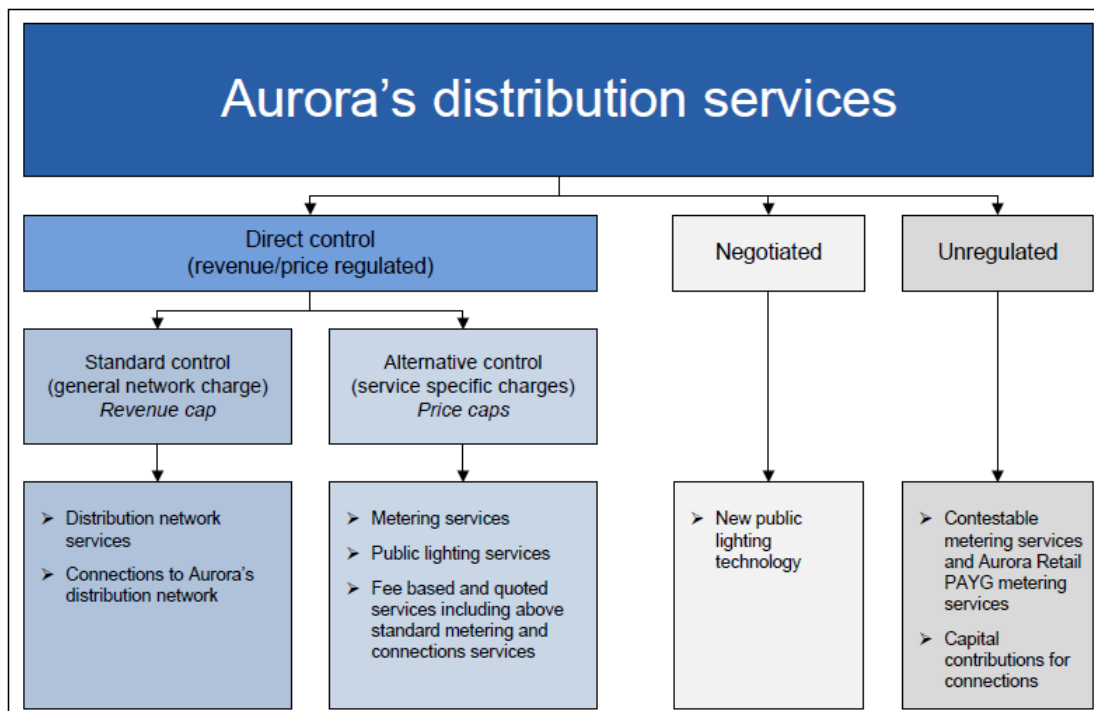 Aurora's distribution services
Direct control
(revenue/price regulated)
Negotiated
Unregulated
Standard control
(general network charge)
Revenue cap
Alternative control
(service specific charges)
Price caps
➢ Distribution network
services
➢ Connections to Aurora's
distribution network
➢ Metering services
➢ Public lighting services
➢ Fee based and quoted
services including above
standard metering and
connections services
➢ New public
lighting
technology
➢ Contestable
metering services
and Aurora Retail
PAYG metering
services
➢ Capital
contributions for
connections